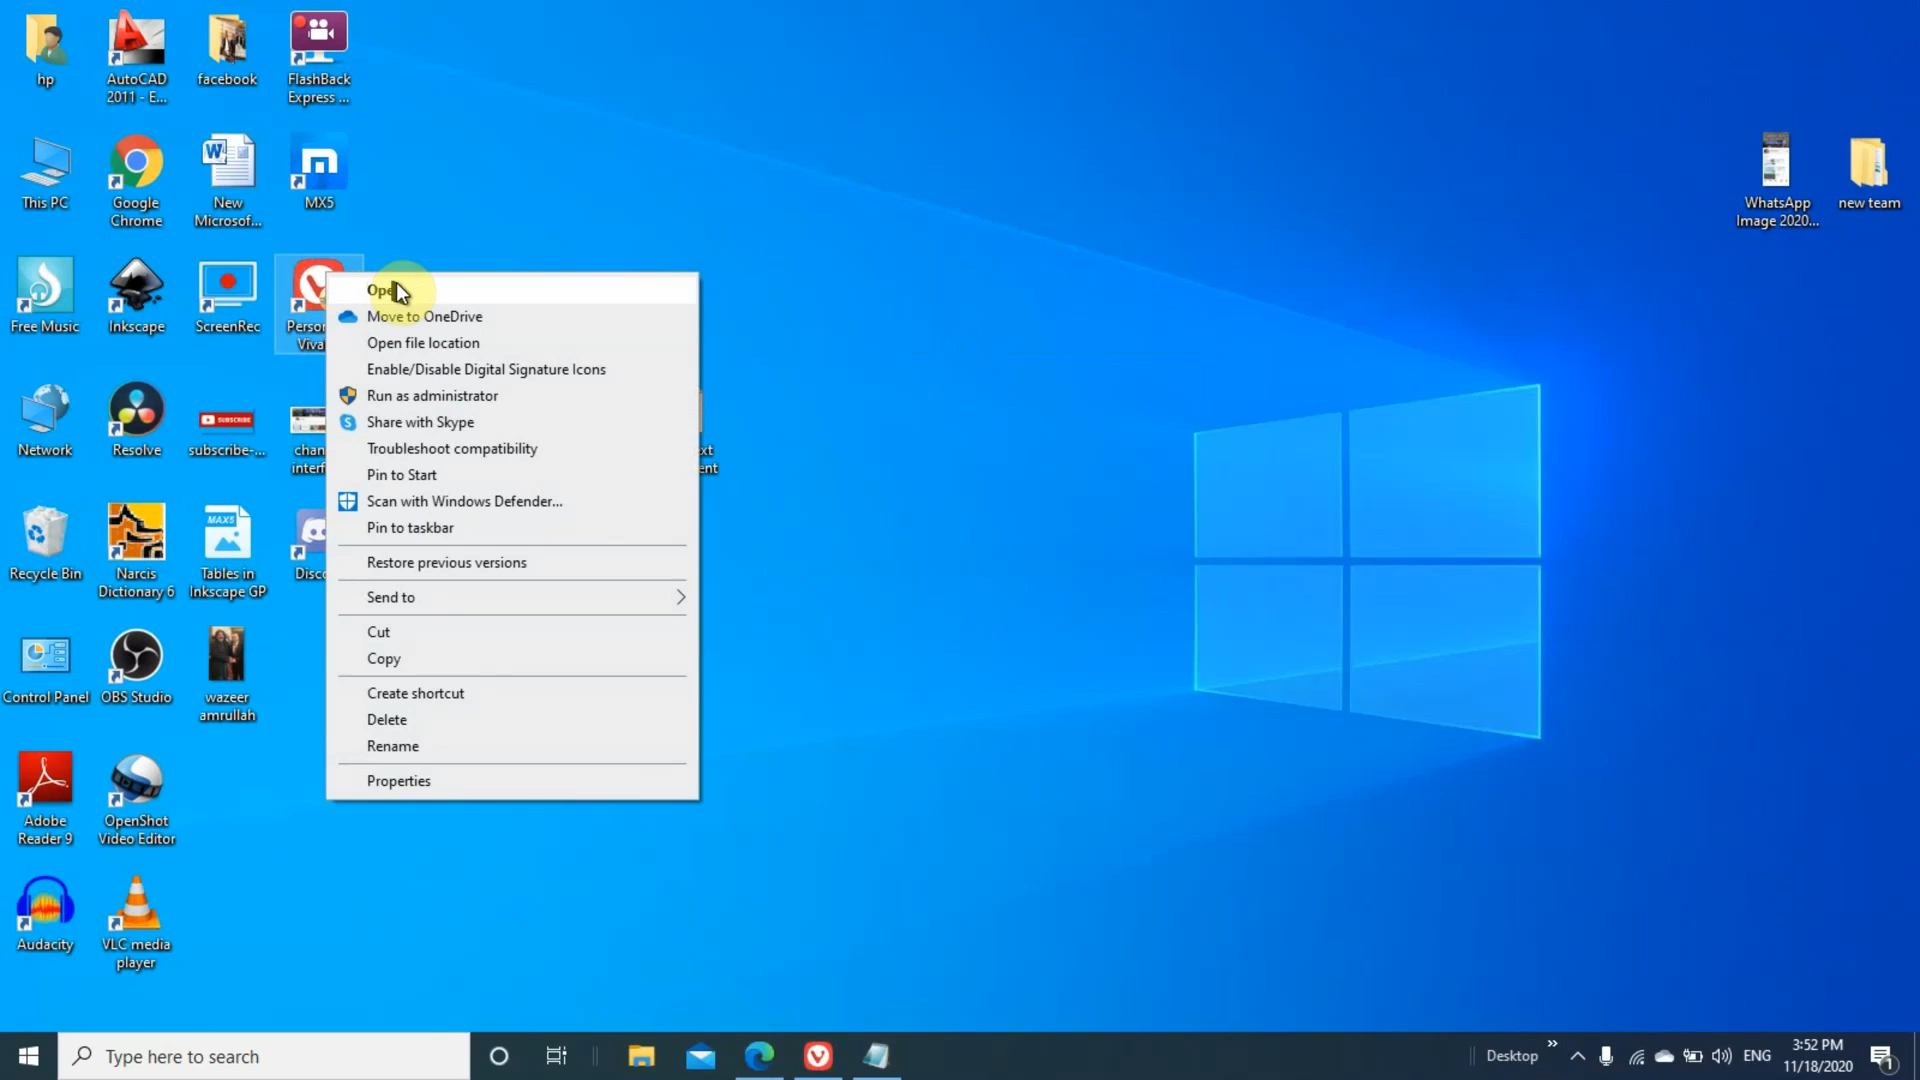 hp
AutoCAD
2011 - E...
facebook
FlashBack
Express ...
This PC
Google
Chrome
W
New
Microsof...
MX5
WhatsApp
Image 2020...
new team
Free Music
Inkscape
ScreenRec
Person
Viva
Network
Resolve
SUBSCRIBE
subscribe-...
chan
interf
Recycle Bin
Narcis
Dictionary 6
MAX5
Tables in
Inkscape GP
Disco
Control Panel
OBS Studio
wazeer
amrullah
Adobe
Reader 9
OpenShot
Video Editor
Audacity
VLC media
player
Open
Move to OneDrive
Open file location
Enable/Disable Digital Signature Icons
Run as administrator
Share with Skype
Troubleshoot compatibility
Pin to Start
Scan with Windows Defender...
Pin to taskbar
Restore previous versions
Send to
Cut
Copy
Create shortcut
Delete
Rename
Properties
Type here to search
Desktop
ENG
3:52 PM
11/18/2020
1